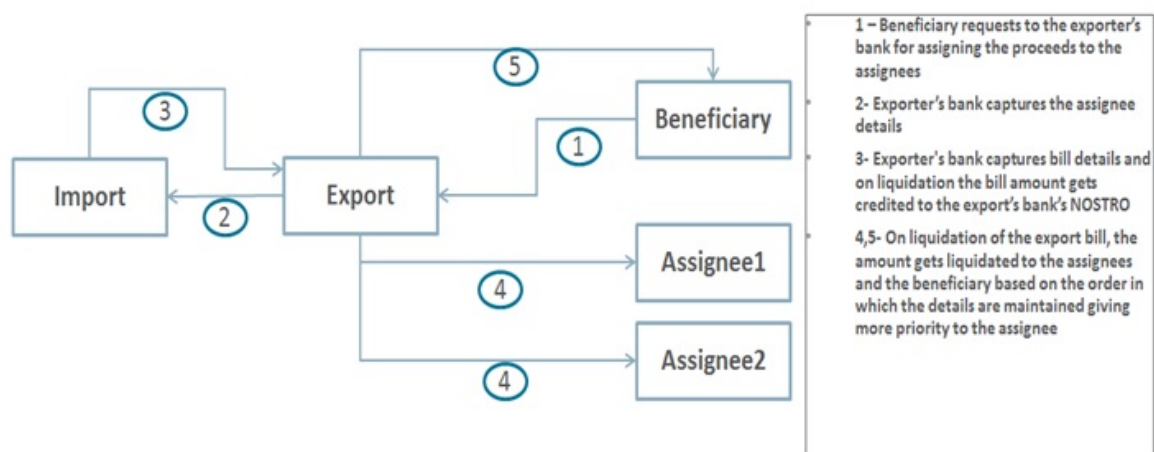 5
Beneficiary
3
1
Import
Export
2
Assignee1
4
Assignee2
4
1 – Beneficiary requests to the exporter's
bank for assigning the proceeds to the
assignees
2- Exporter's bank captures the assignee
details
3- Exporter's bank captures bill details and
on liquidation the bill amount gets
credited to the export's bank's NOSTRO
4,5- On liquidation of the export bill, the
amount gets liquidated to the assignees
and the beneficiary based on the order in
which the details are maintained giving
more priority to the assignee